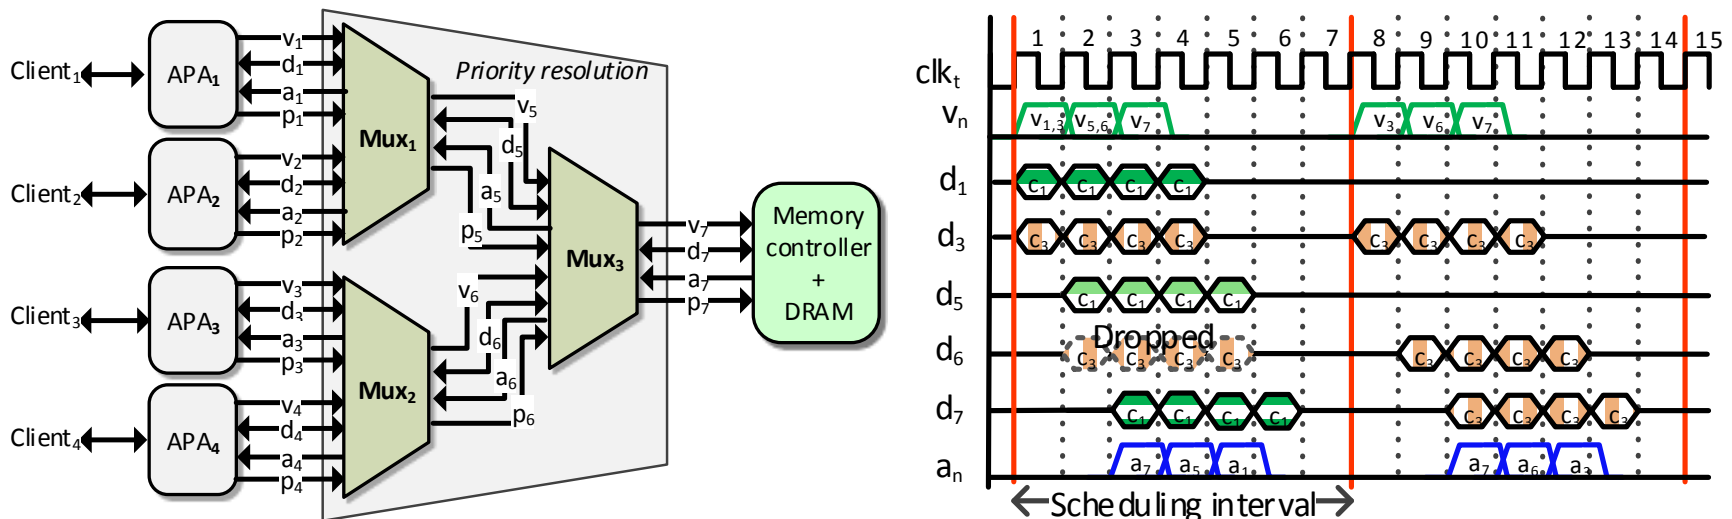 Client₁
APA₁
v₁
d₁
a₁
p₁
Client₂
APA₂
v₂
d₂
a₂
p₂
Client₃
APA₃
v₃
d₃
a₃
p₃
Client₄
APA₄
v₄
d₄
a₄
p₄
Priority resolution
Mux₁
Mux₂
v₅
d₅
a₅
p₅
v₆
d₆
a₆
p₆
Mux₃
v₇
d₇
a₇
p₇
Memory
controller
+
DRAM
1 2 3 4 5 6 7 8 9 10 11 12 13 14 15
clkₜ
vₙ v₁,₃ v₅,₆ v₇ v₃ v₆ v₇
d₁ c₁ c₁ c₁ c₁
d₃ c₃ c₃ c₃ c₃ c₃ c₃ c₃ c₃
d₅ c₁ c₁ c₁ c₁
Dropped
d₆ c₃ c₃ c₃ c₃ c₃ c₃ c₃ c₃
d₇ c₁ c₁ c₁ c₁ c₃ c₃ c₃ c₃
aₙ a₇ a₅ a₁ a₇ a₆ a₃
Scheduling interval